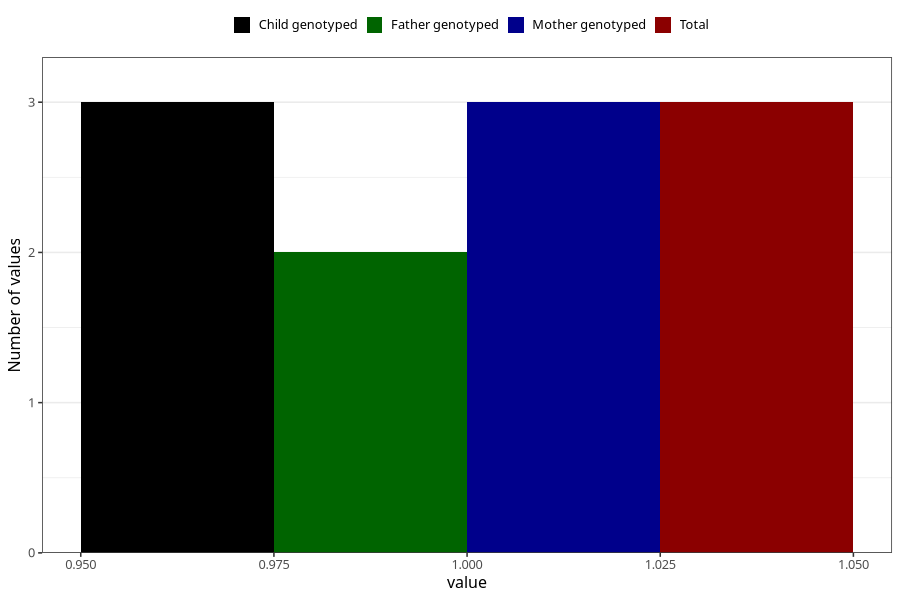 Child genotyped Father genotyped Mother genotyped Total
3
2
1
0
Number of values
0.950 0.975 1.000 1.025 1.050
value